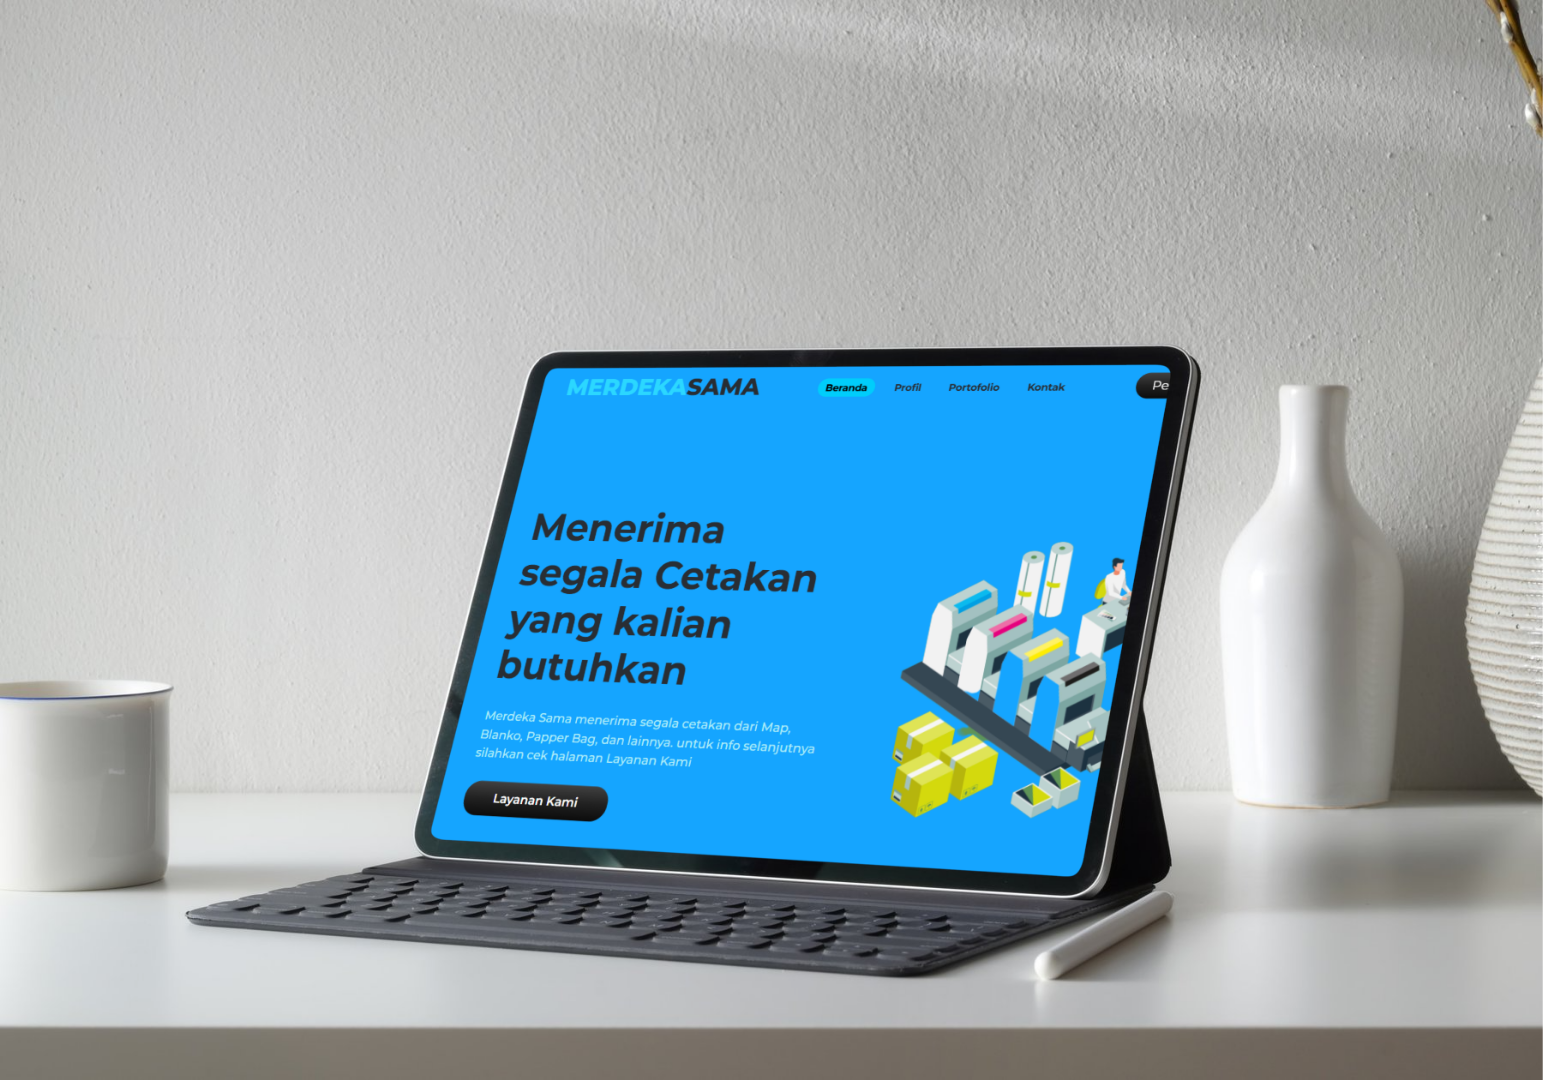 MERDEKASAMA
Beranda Profil Portofolio Kontak
Pe
Menerima
segala Cetakan
yang kalian
butuhkan
Merdeka Sama menerima segala cetakan dari Map,
Blanko, Papper Bag, dan lainnya. untuk info selanjutnya
silahkan cek halaman Layanan Kami
Layanan Kami